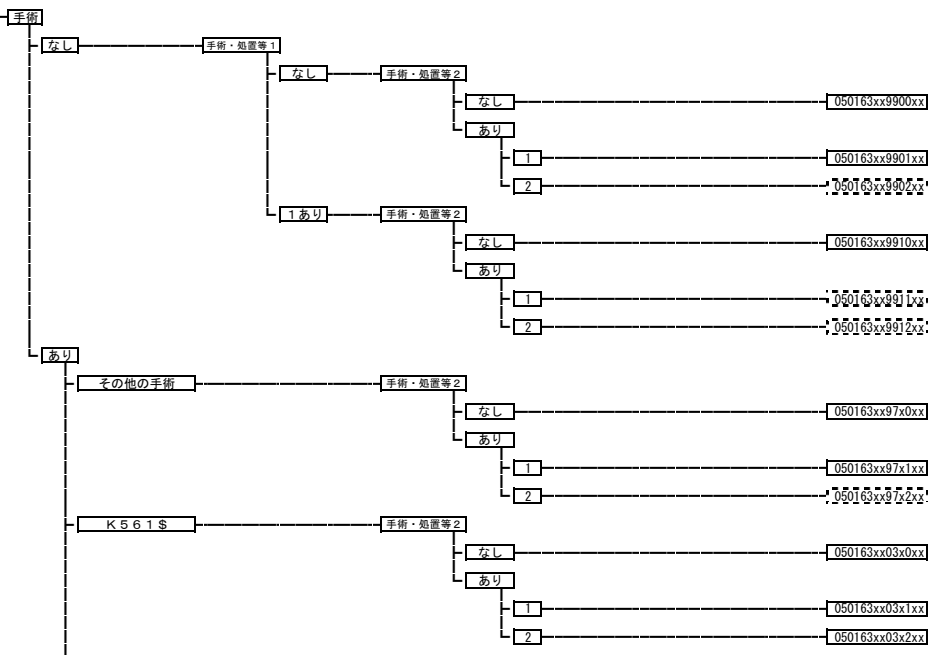 手術
なし 手術・処置等１
なし 手術・処置等２
なし 050163xx9900xx
あり
1 050163xx9901xx
2 050163xx9902xx
１あり 手術・処置等２
なし 050163xx9910xx
あり
1 050163xx9911xx
2 050163xx9912xx
あり
その他の手術 手術・処置等２
なし 050163xx97x0xx
あり
1 050163xx97x1xx
2 050163xx97x2xx
Ｋ５６１＄ 手術・処置等２
なし 050163xx03x0xx
あり
1 050163xx03x1xx
2 050163xx03x2xx